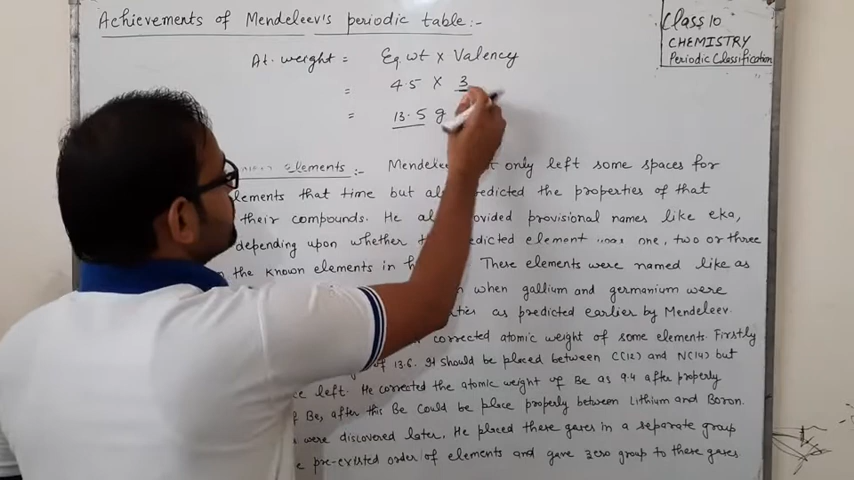 Achievements of Mendeleev's periodic table :-
Class 10
CHEMISTRY
Periodic Classification
At. weight = Eq. wt x Valency
= 4.5 X 3
= 13.5 g
elements :- Mendelee only left some spaces for
elements that time but al predicted the properties of that
their compounds. He al provided provisional names like eka,
depending upon whether one, two or three
the known elements in These elements were named like as
when gallium and germanium were
as predicted earlier by Mendeleev.
corrected atomic weight of some elements. Firstly
of 13.6. It should be placed between C(12) and N(14) but
left. He corrected the atomic weight of Be as 9.4 after properly
Be, after this Be could be place properly between Lithium and Boron.
were discovered later, He placed these gases in a separate group
pre-existed order of elements and gave zero group to these gases